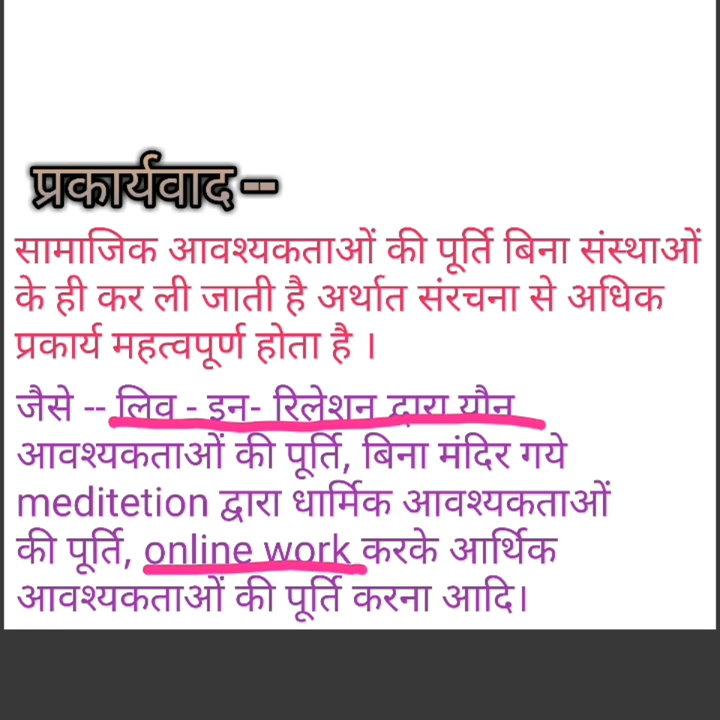 प्रकार्यवाद --
सामाजिक आवश्यकताओं की पूर्ति बिना संस्थाओं
के ही कर ली जाती है अर्थात संरचना से अधिक
प्रकार्य महत्वपूर्ण होता है ।
जैसे -- लिव - इन- रिलेशन द्वारा यौन
आवश्यकताओं की पूर्ति, बिना मंदिर गये
meditetion द्वारा धार्मिक आवश्यकताओं
की पूर्ति, online work करके आर्थिक
आवश्यकताओं की पूर्ति करना आदि।